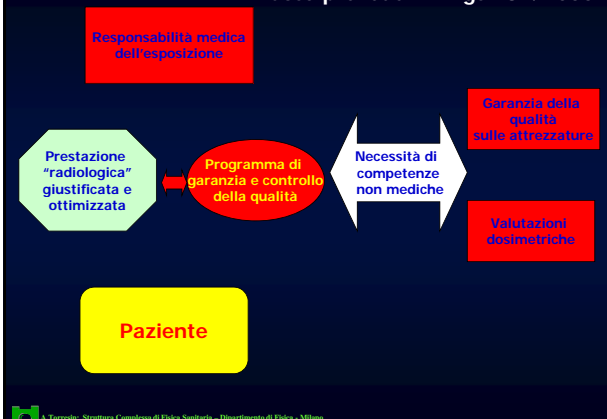 Responsabilità medica
dell'esposizione
Garanzia della
qualità
sulle attrezzature
Prestazione
"radiologica"
giustificata e
ottimizzata
Programma di
garanzia e controllo
della qualità
Necessità di
competenze
non mediche
Valutazioni
dosimetriche
Paziente
A.Torresin: Struttura Complessa di Fisica Sanitaria – Dipartimento di Fisica - Milano